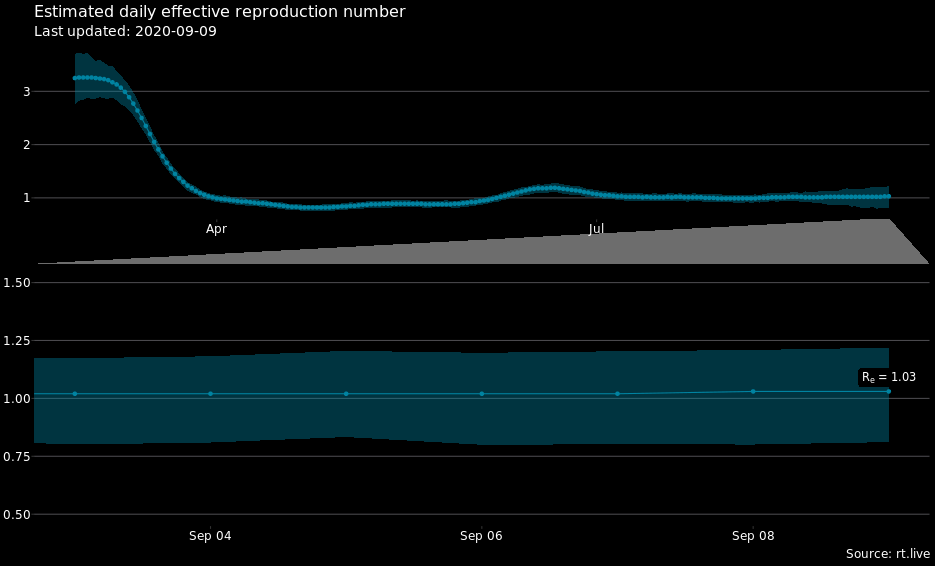 Estimated daily effective reproduction number
Last updated: 2020-09-09
3
2
1
Apr
Jul
1.50
1.25
Rₑ = 1.03
1.00
0.75
0.50
Sep 04
Sep 06
Sep 08
Source: rt.live